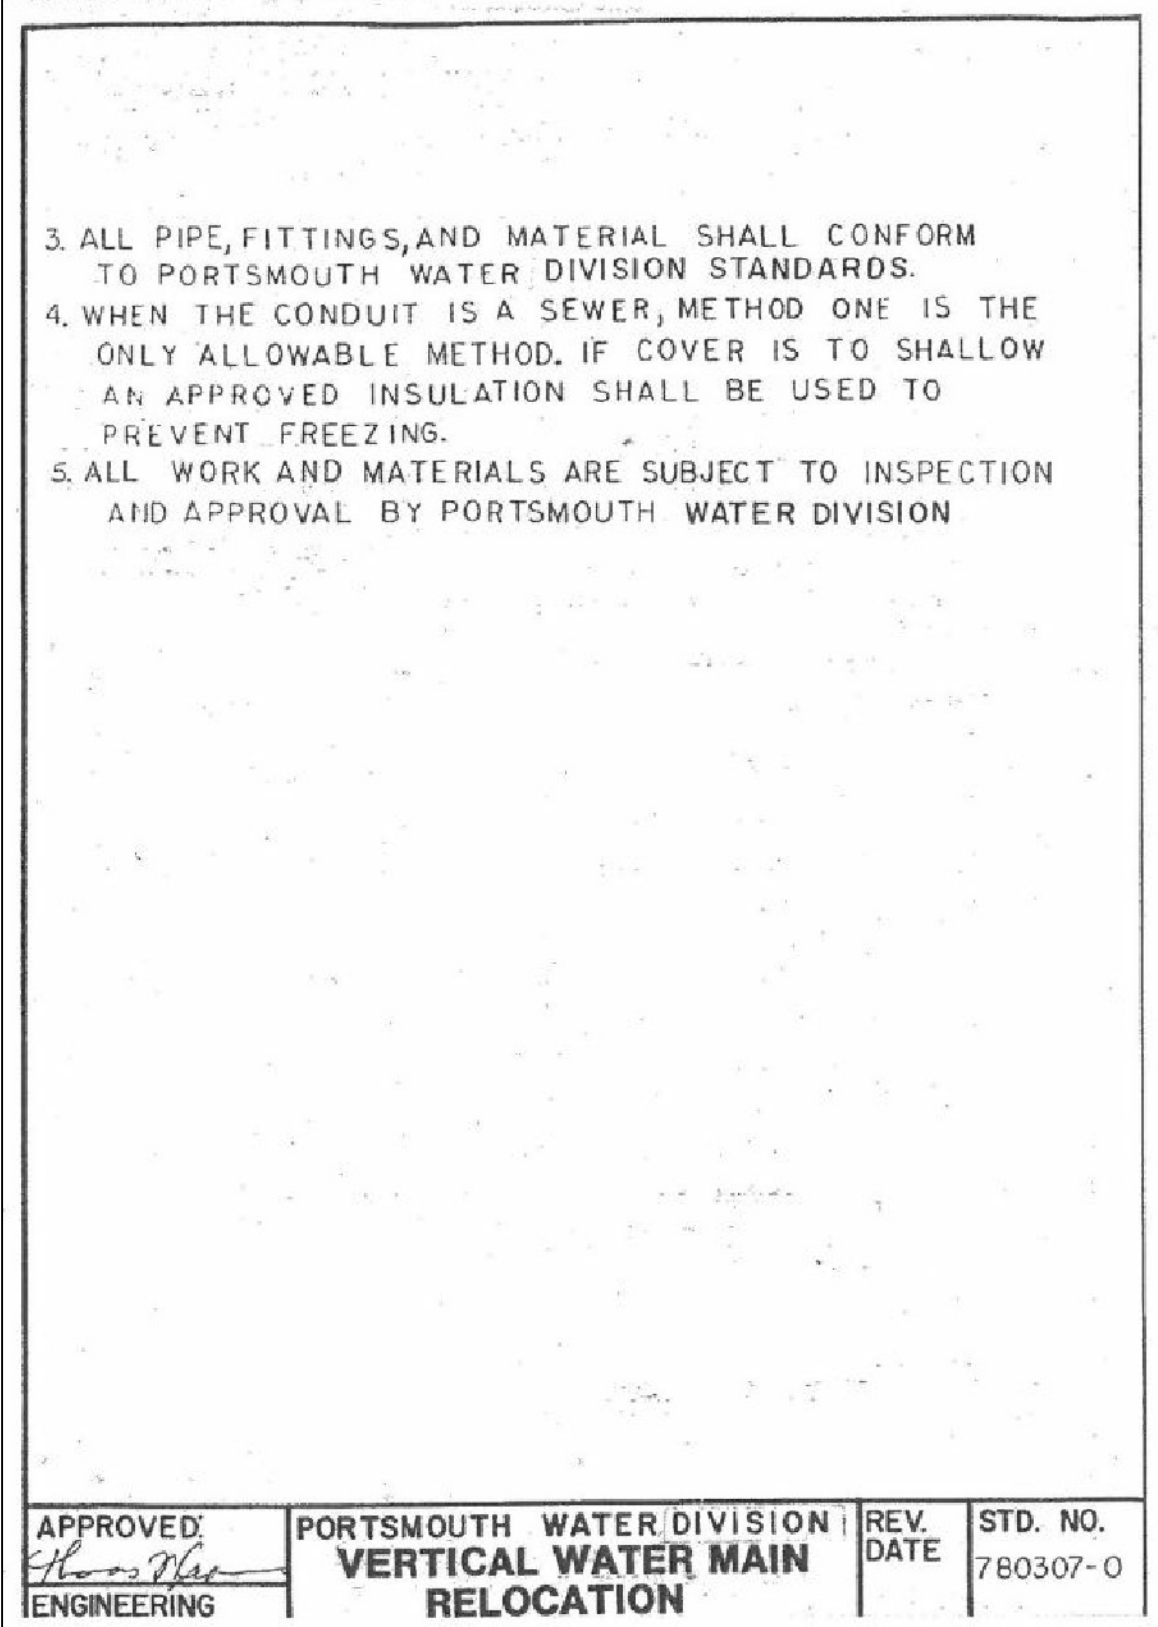 3. ALL PIPE, FITTINGS, AND MATERIAL SHALL CONFORM
TO PORTSMOUTH WATER DIVISION STANDARDS.
4. WHEN THE CONDUIT IS A SEWER, METHOD ONE IS THE
ONLY ALLOWABLE METHOD. IF COVER IS TO SHALLOW
AN APPROVED INSULATION SHALL BE USED TO
PREVENT FREEZING.
5. ALL WORK AND MATERIALS ARE SUBJECT TO INSPECTION
AND APPROVAL BY PORTSMOUTH WATER DIVISION
APPROVED:
ENGINEERING
PORTSMOUTH WATER DIVISION
VERTICAL WATER MAIN
RELOCATION
REV.
DATE
STD. NO.
780307-0